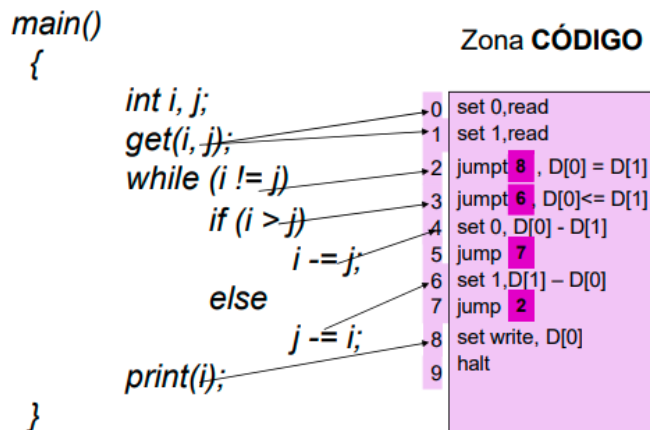 main()
{
int i, j;
get(i, j);
while (i != j)
if (i > j)
i -= j;
else
j -= i;
print(i);
}
Zona CÓDIGO
0 set 0,read
1 set 1,read
2 jumpt 8 , D[0] = D[1]
3 jumpt 6 , D[0]<= D[1]
4 set 0, D[0] - D[1]
5 jump 7
6 set 1,D[1] – D[0]
7 jump 2
8 set write, D[0]
9 halt